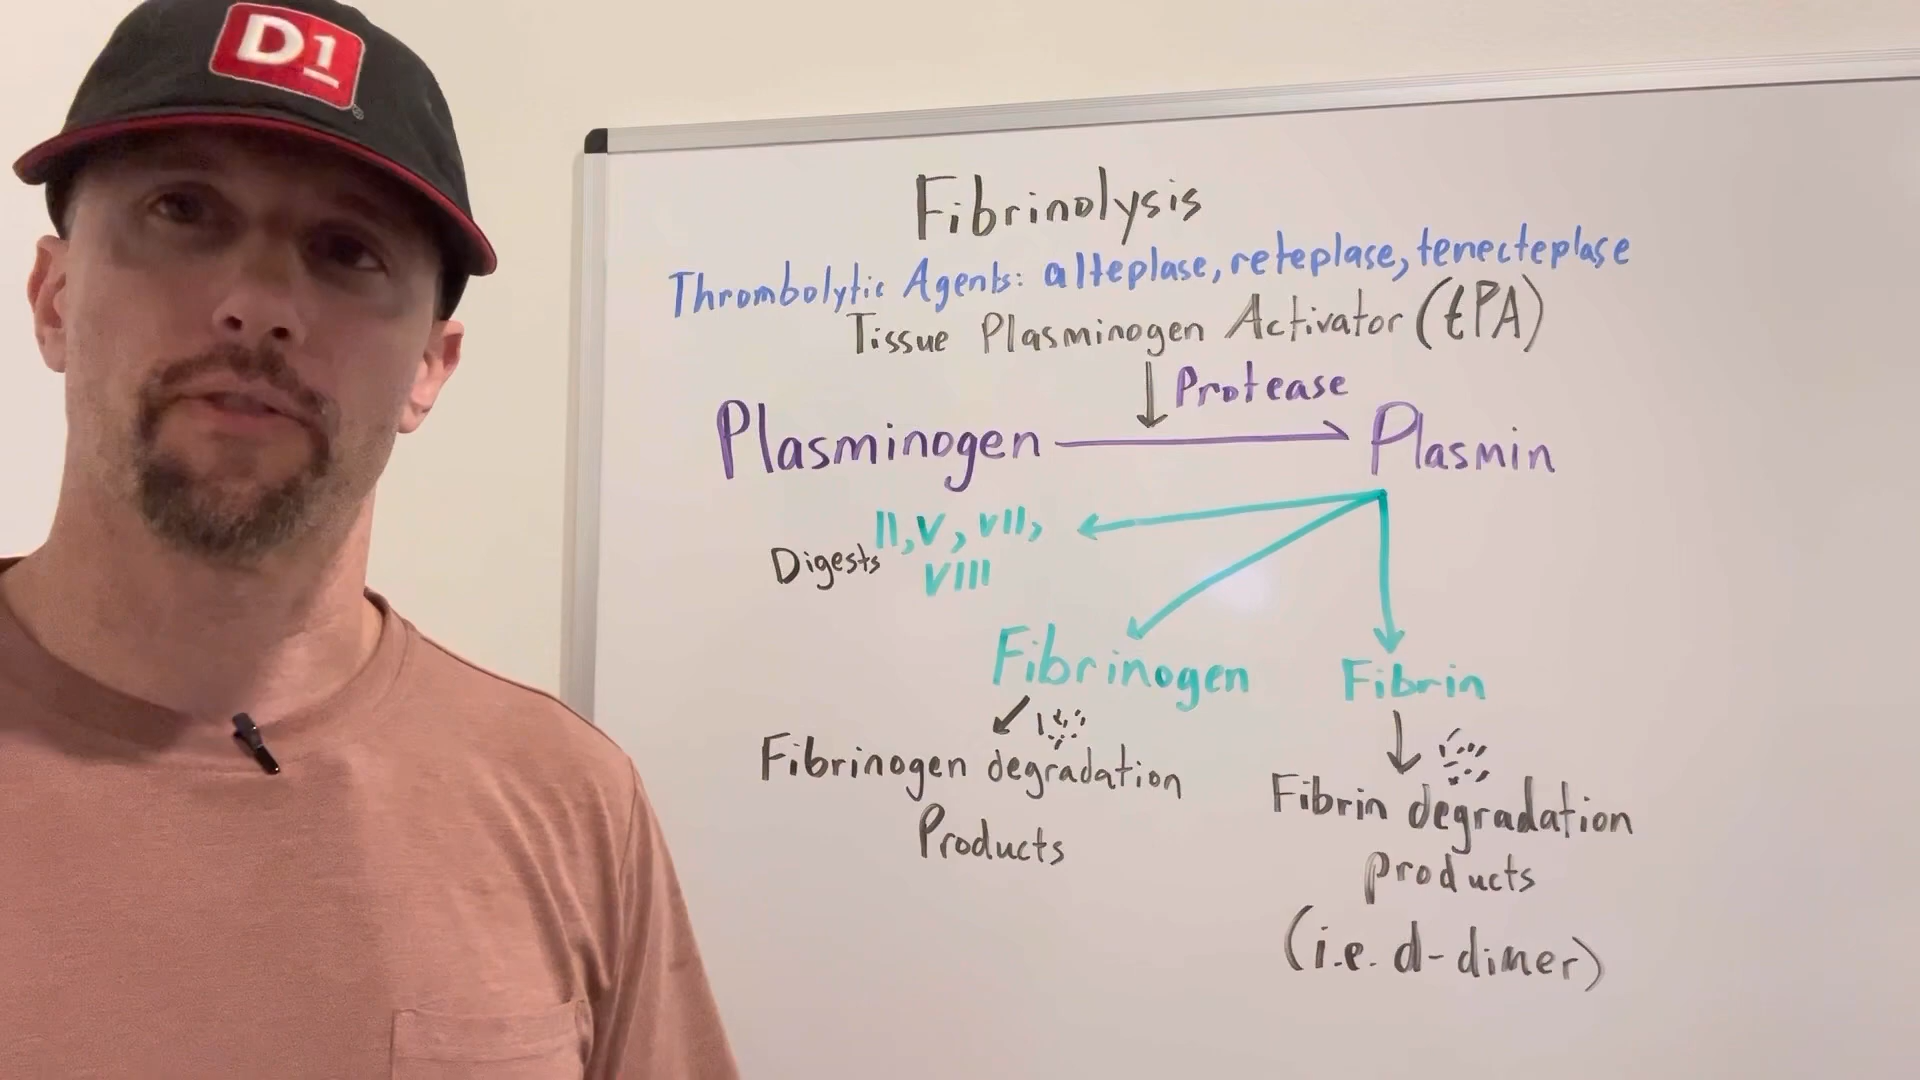 D1
Fibrinolysis
Thrombolytic Agents: alteplase, reteplase, tenecteplase
Tissue Plasminogen Activator (tPA)
Protease
Plasminogen Plasmin
II, V, VII,
Digests
VIII
Fibrinogen Fibrin
Fibrinogen degradation
Products
Fibrin degradation
products
(i.e. d-dimer)